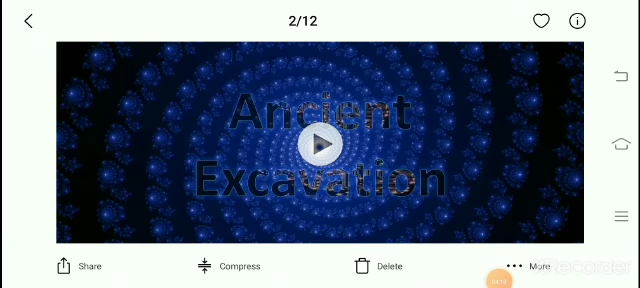 2/12
Ancient
Excavation
Share Compress Delete More
Recorder